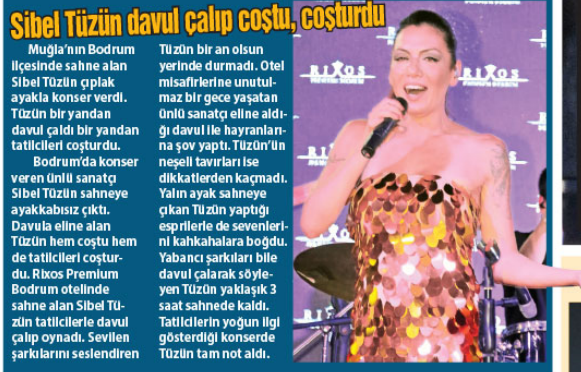 Sibel Tüzün davul çalıp coştu, coşturdu
Muğla'nın Bodrum
ilçesinde sahne alan
Sibel Tüzün çıplak
ayakla konser verdi.
Tüzün bir yandan
davul çaldı bir yandan
tatilcileri coşturdu.
Bodrum'da konser
veren ünlü sanatçı
Sibel Tüzün sahneye
ayakkabısız çıktı.
Davula eline alan
Tüzün hem coştu hem
de tatilcileri coştur-
du. Rixos Premium
Bodrum otelinde
sahne alan Sibel Tü-
zün tatilcilerle davul
çalıp oynadı. Sevilen
şarkılarını seslendiren
Tüzün bir an olsun
yerinde durmadı. Otel
misafirlerine unutul-
maz bir gece yaşatan
ünlü sanatçı eline aldı-
ğı davul ile hayranları-
na şov yaptı. Tüzün'ün
neşeli tavırları ise
dikkatlerden kaçmadı.
Yalın ayak sahneye
çıkan Tüzün yaptığı
esprilerle de sevenleri-
ni kahkahalara boğdu.
Yabancı şarkıları bile
davul çalarak söyle-
yen Tüzün yaklaşık 3
saat sahnede kaldı.
Tatilcilerin yoğun ilgi
gösterdiği konserde
Tüzün tam not aldı.
RIXOS
RIXOS